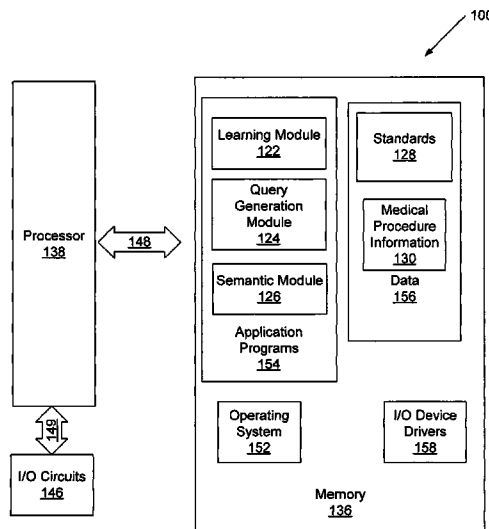 100
Processor
138
148
149
I/O Circuits
146
Learning Module
122
Query
Generation Module
124
Semantic Module
126
Application
Programs
154
Standards
128
Medical
Procedure
Information
130
Data
156
Operating
System
152
I/O Device
Drivers
158
Memory
136